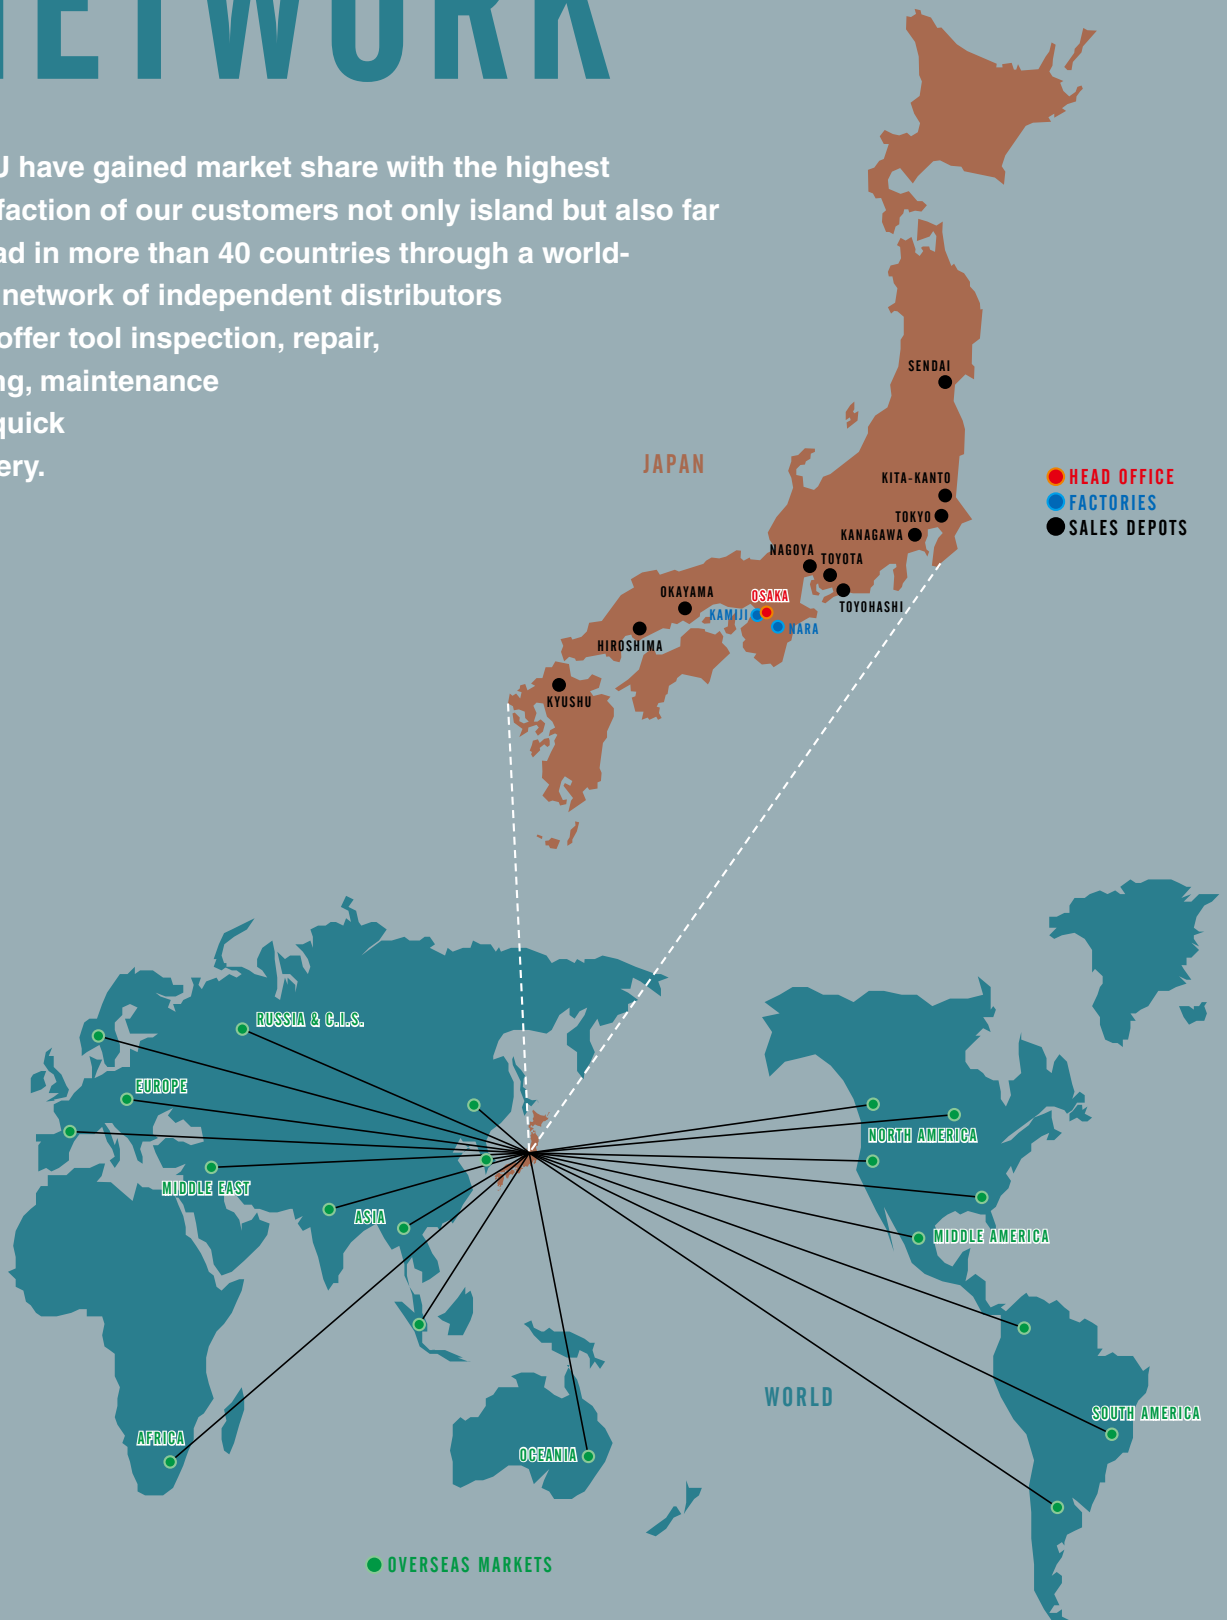 NETWORK
U have gained market share with the highest
faction of our customers not only island but also far
ad in more than 40 countries through a world-
network of independent distributors
offer tool inspection, repair,
ng, maintenance
quick
ery.
SENDAI
JAPAN
KITA-KANTO
TOKYO
KANAGAWA
NAGOYA
TOYOTA
TOYOHASHI
OKAYAMA
OSAKA
KAMIJI
NARA
HIROSHIMA
KYUSHU
HEAD OFFICE
FACTORIES
SALES DEPOTS
RUSSIA & C.I.S.
EUROPE
MIDDLE EAST
ASIA
NORTH AMERICA
MIDDLE AMERICA
WORLD
SOUTH AMERICA
AFRICA
OCEANIA
OVERSEAS MARKETS